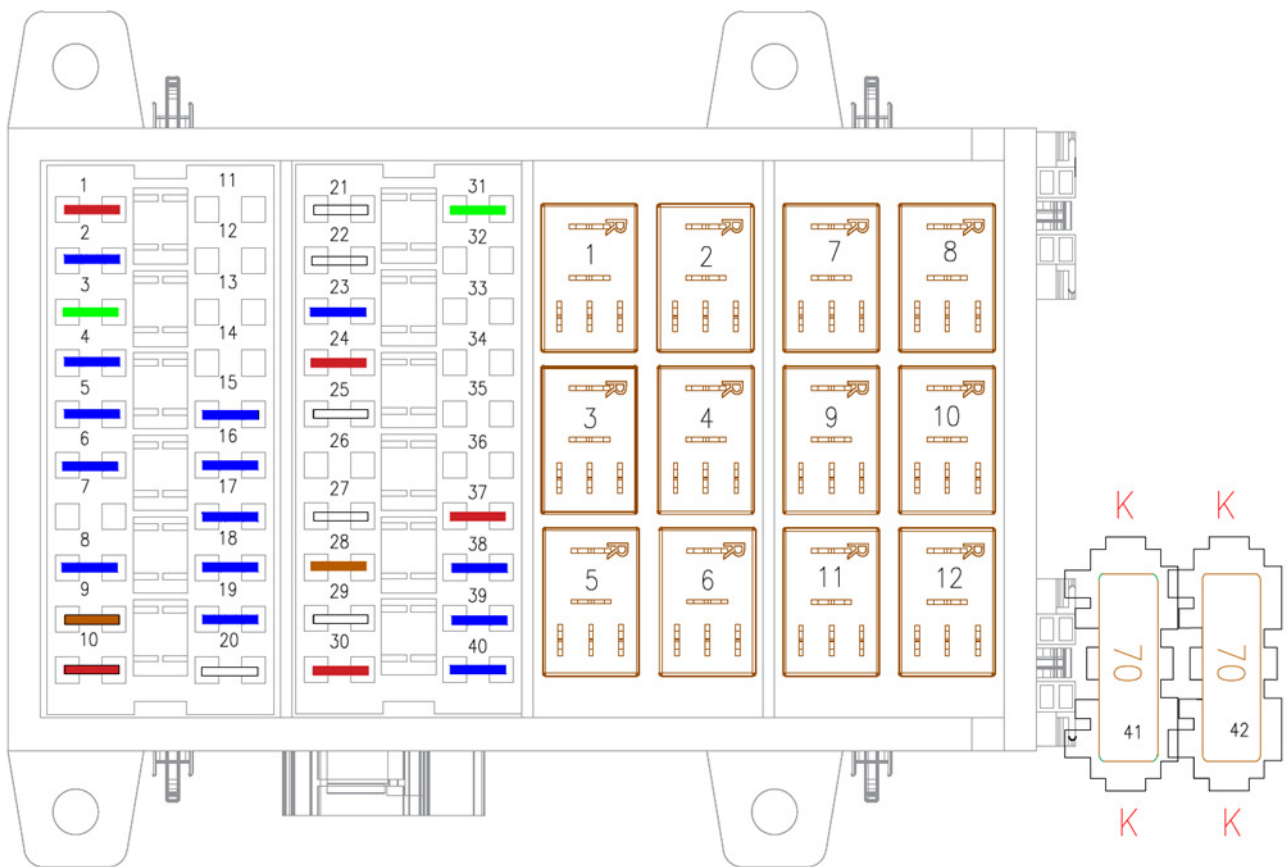 1 11 21 31
2 12 22 32
3 13 23 33
4 14 24 34
5 15 25 35
6 16 26 36
7 17 27 37
8 18 28 38
9 19 29 39
10 20 30 40
R R R R
1 2 7 8
R R R R
3 4 9 10
R R R R
5 6 11 12
K K
70 70
41 42
K K